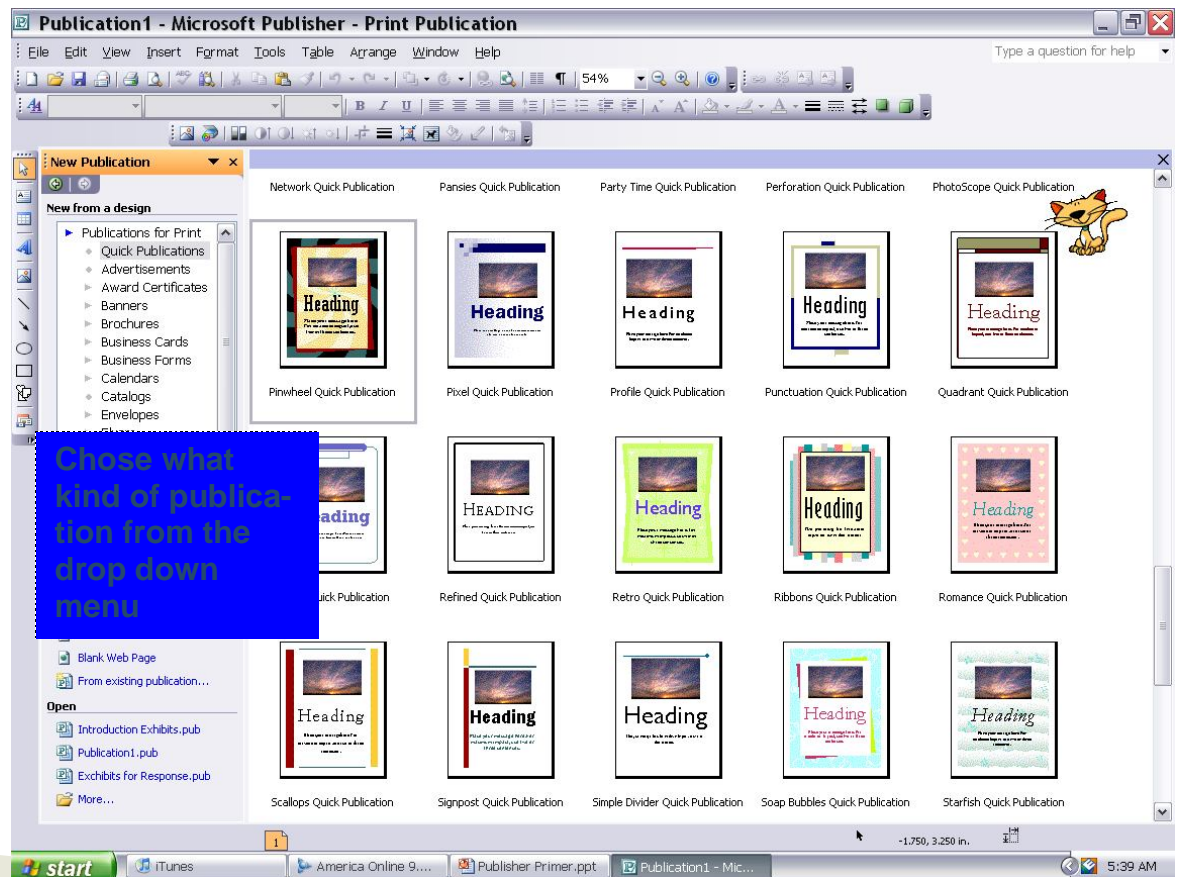 Publication1 - Microsoft Publisher - Print Publication
File Edit View Insert Format Tools Table Arrange Window Help
Type a question for help
54%
B I U
New Publication
New from a design
Publications for Print
Quick Publications
Advertisements
Award Certificates
Banners
Brochures
Business Cards
Business Forms
Calendars
Catalogs
Envelopes
Chose what
kind of publica-
tion from the
drop down
menu
Blank Web Page
From existing publication...
Open
Introduction Exhibits.pub
Publication1.pub
Exchibits for Response.pub
More...
Network Quick Publication
Pansies Quick Publication
Party Time Quick Publication
Perforation Quick Publication
PhotoScope Quick Publication
Heading
Heading
Heading
Heading
Heading
Pinwheel Quick Publication
Pixel Quick Publication
Profile Quick Publication
Punctuation Quick Publication
Quadrant Quick Publication
Heading
Heading
Heading
Heading
Refined Quick Publication
Retro Quick Publication
Ribbons Quick Publication
Romance Quick Publication
Heading
Heading
Heading
Heading
Heading
Scallops Quick Publication
Signpost Quick Publication
Simple Divider Quick Publication
Soap Bubbles Quick Publication
Starfish Quick Publication
1
-1.750, 3.250 in.
start
iTunes
America Online 9....
Publisher Primer.ppt
Publication1 - Mic...
5:39 AM